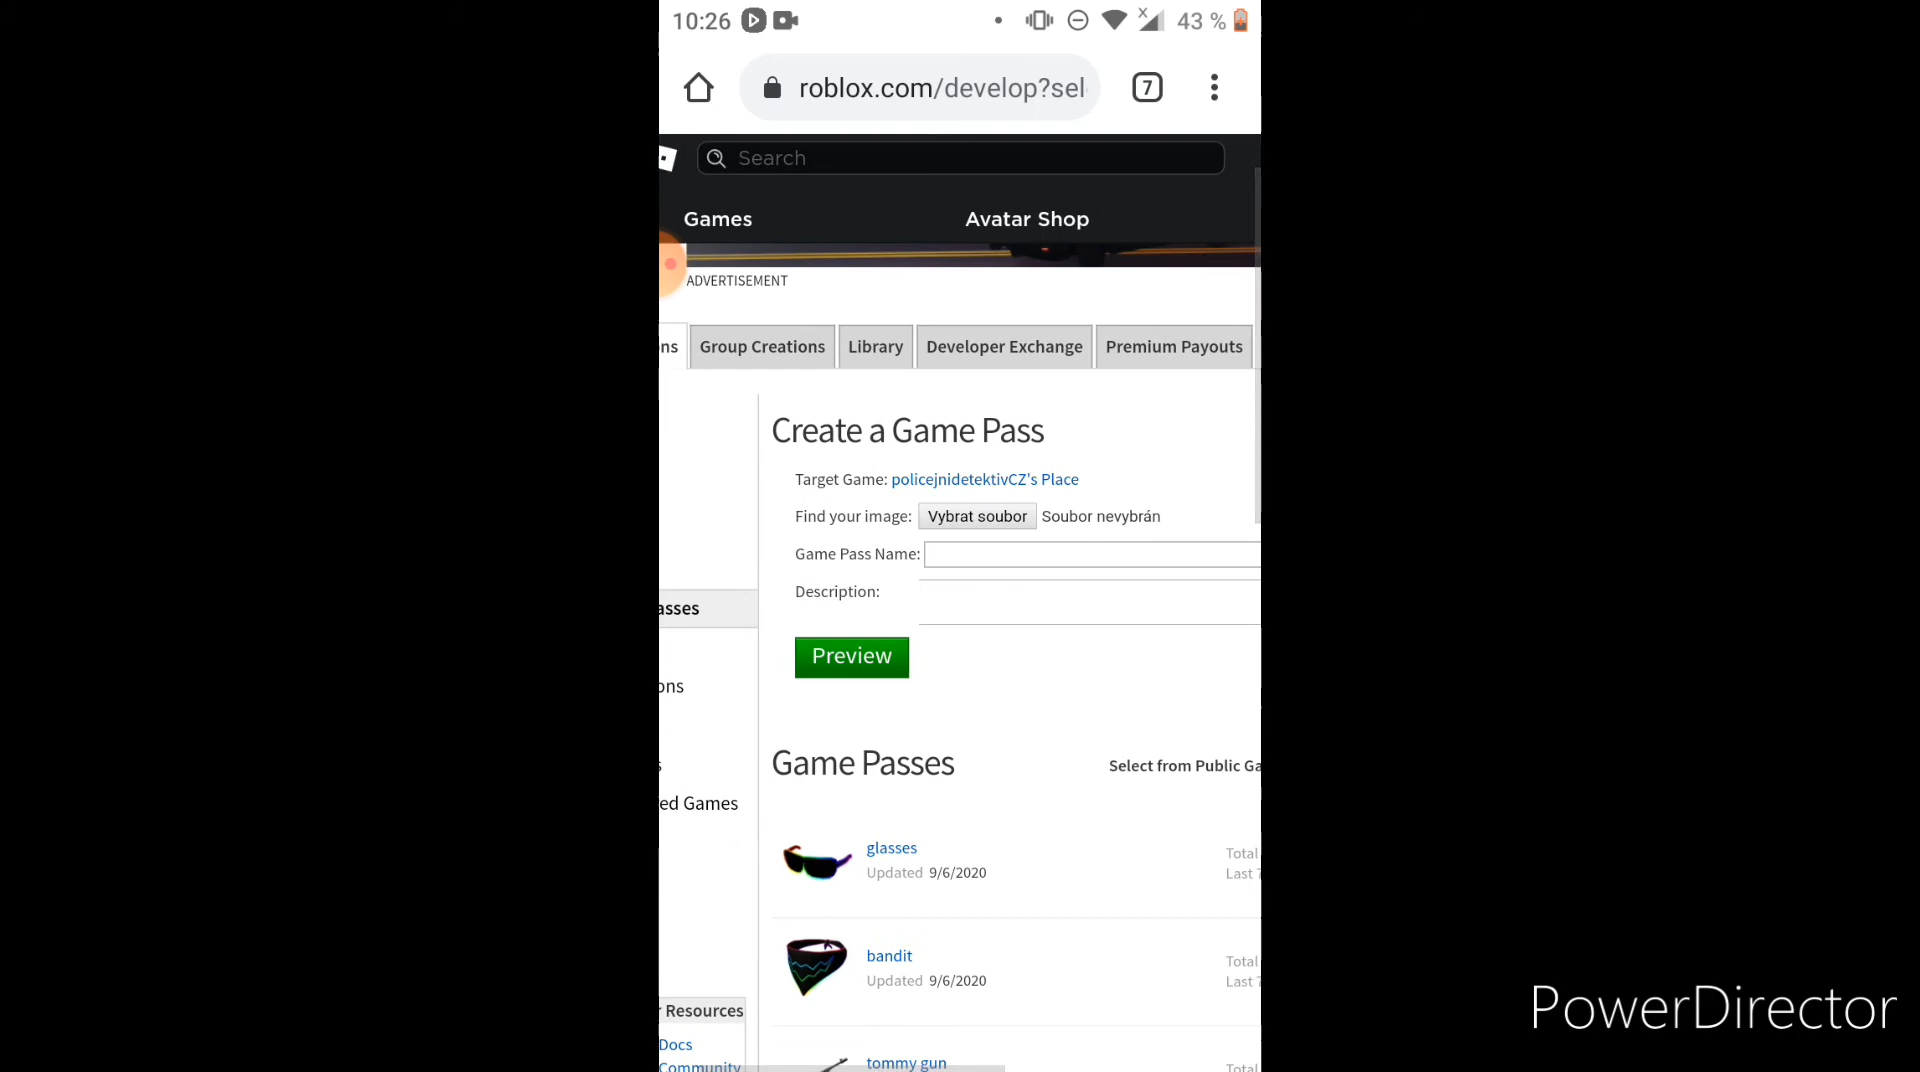 10:26
43 %
roblox.com/develop?sel
7
Search
Games
Avatar Shop
ADVERTISEMENT
ns
Group Creations
Library
Developer Exchange
Premium Payouts
Create a Game Pass
Target Game: policejnidetektivCZ's Place
Find your image: Vybrat soubor Soubor nevybrán
Game Pass Name:
Description:
asses
Preview
ons
Game Passes
Select from Public Ga
s
ed Games
glasses
Updated 9/6/2020
Total
Last 7
bandit
Updated 9/6/2020
Total
Last 7
r Resources
Docs
Community
tommy gun
Total
PowerDirector